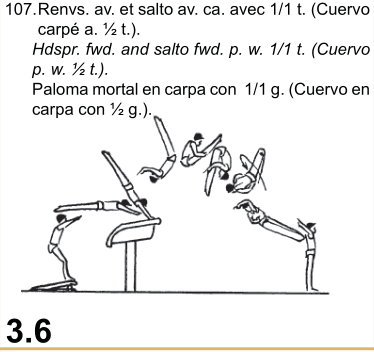 107.Renvs. av. et salto av. ca. avec 1/1 t. (Cuervo
carpé a. ½ t.).
Hdspr. fwd. and salto fwd. p. w. 1/1 t. (Cuervo
p. w. ½ t.).
Paloma mortal en carpa con 1/1 g. (Cuervo en
carpa con ½ g.).
3.6